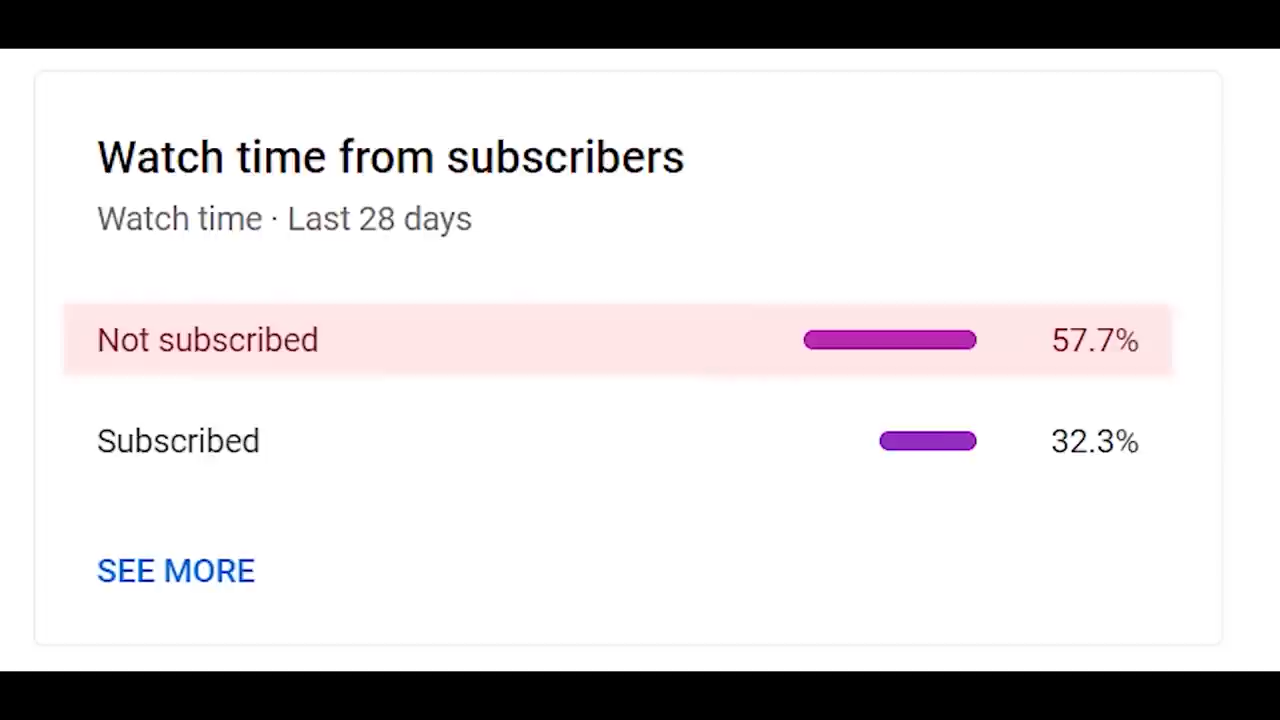 Watch time from subscribers
Watch time · Last 28 days
Not subscribed 57.7%
Subscribed 32.3%
SEE MORE